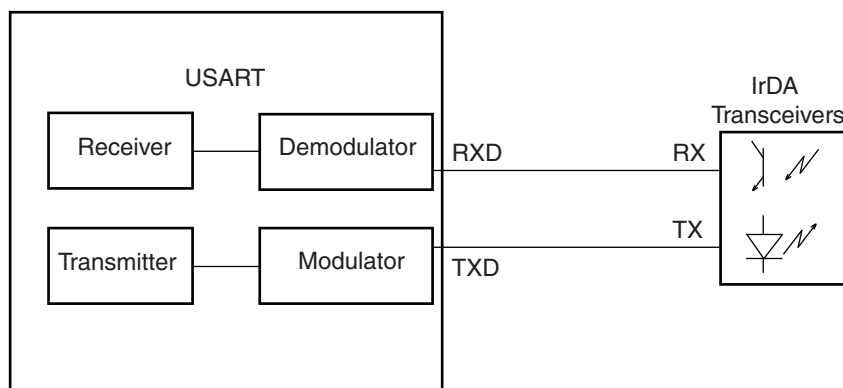 USART
IrDA
Transceivers
Receiver
Demodulator
RXD
RX
Transmitter
Modulator
TXD
TX